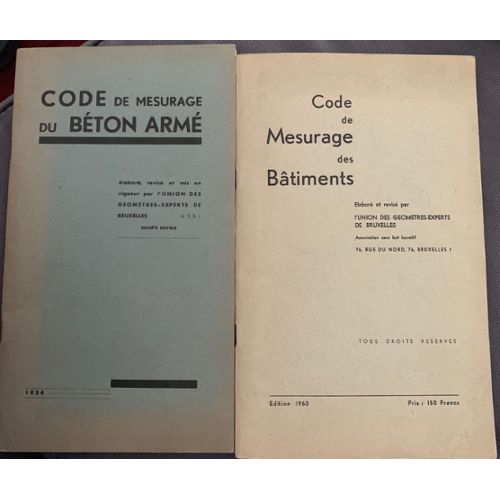 CODE DE MESURAGE
DU BÉTON ARMÉ
élaboré, revisé et mis en
vigueur par l'UNION DES
GEOMÈTRES-EXPERTS DE
BRUXELLES A.S.B.L
SOCIÉTÉ ROYALE
1954
Code
de
Mesurage
des
Bâtiments
Elaboré et revisé par
l'UNION DES GEOMETRES-EXPERTS
DE BRUXELLES
Association sans but lucratif
76, RUE DU NORD, 76, BRUXELLES 1
TOUS DROITS RESERVES
Edition 1960 Prix : 150 Francs